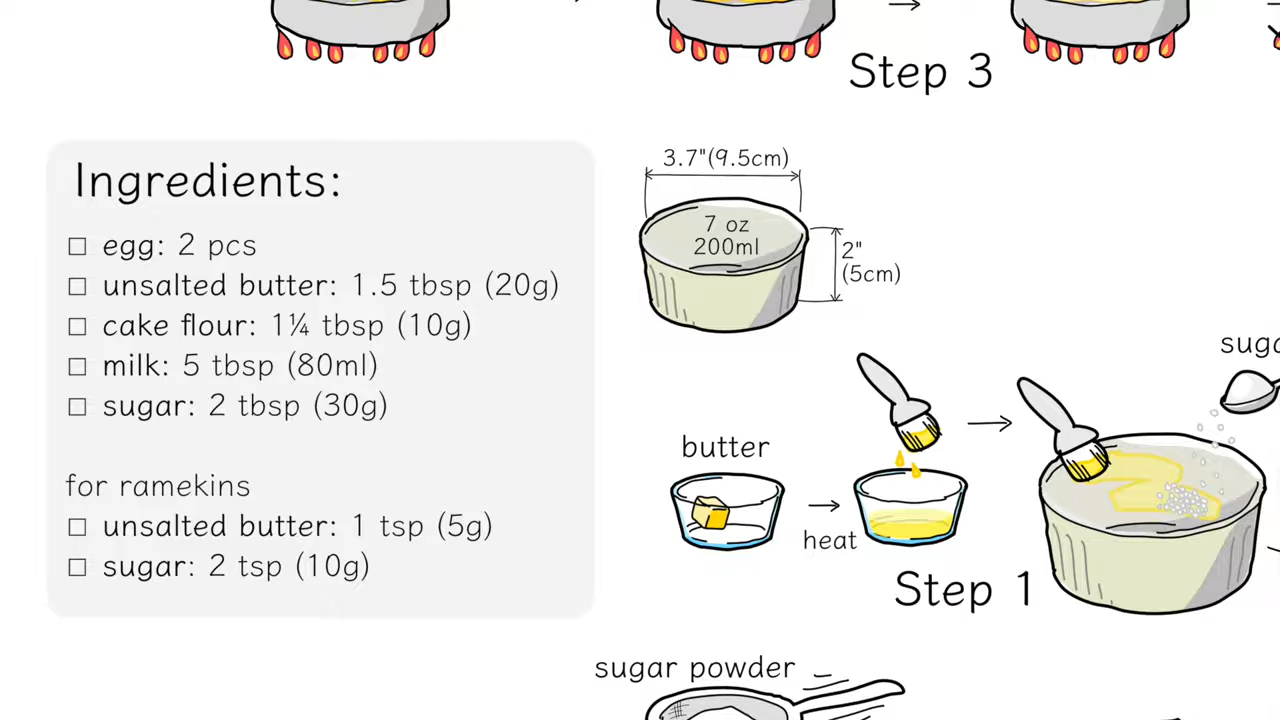 Step 3
Ingredients:
egg: 2 pcs
unsalted butter: 1.5 tbsp (20g)
cake flour: 1¼ tbsp (10g)
milk: 5 tbsp (80ml)
sugar: 2 tbsp (30g)
for ramekins
unsalted butter: 1 tsp (5g)
sugar: 2 tsp (10g)
3.7"(9.5cm)
7 oz
200ml
2"
(5cm)
butter
heat
Step 1
sugar powder